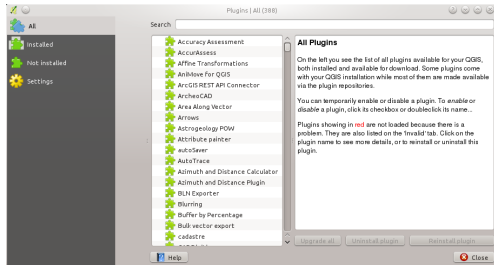 Plugins | All (388)
All
Installed
Not installed
Settings
Search
Accuracy Assessment
AccurAssess
Affine Transformations
AniMove for QGIS
ArcGIS REST API Connector
ArcheoCAD
Area Along Vector
Arrows
Astrogeology POW
Attribute painter
autoSaver
AutoTrace
Azimuth and Distance Calculator
Azimuth and Distance Plugin
BLN Exporter
Blurring
Buffer by Percentage
Bulk vector export
cadastre
All Plugins
On the left you see the list of all plugins available for your QGIS,
both installed and available for download. Some plugins come
with your QGIS installation while most of them are made available
via the plugin repositories.
You can temporarily enable or disable a plugin. To enable or
disable a plugin, click its checkbox or doubleclick its name...
Plugins showing in red are not loaded because there is a
problem. They are also listed on the 'Invalid' tab. Click on the
plugin name to see more details, or to reinstall or uninstall this
plugin.
Upgrade all
Uninstall plugin
Reinstall plugin
Help
Close